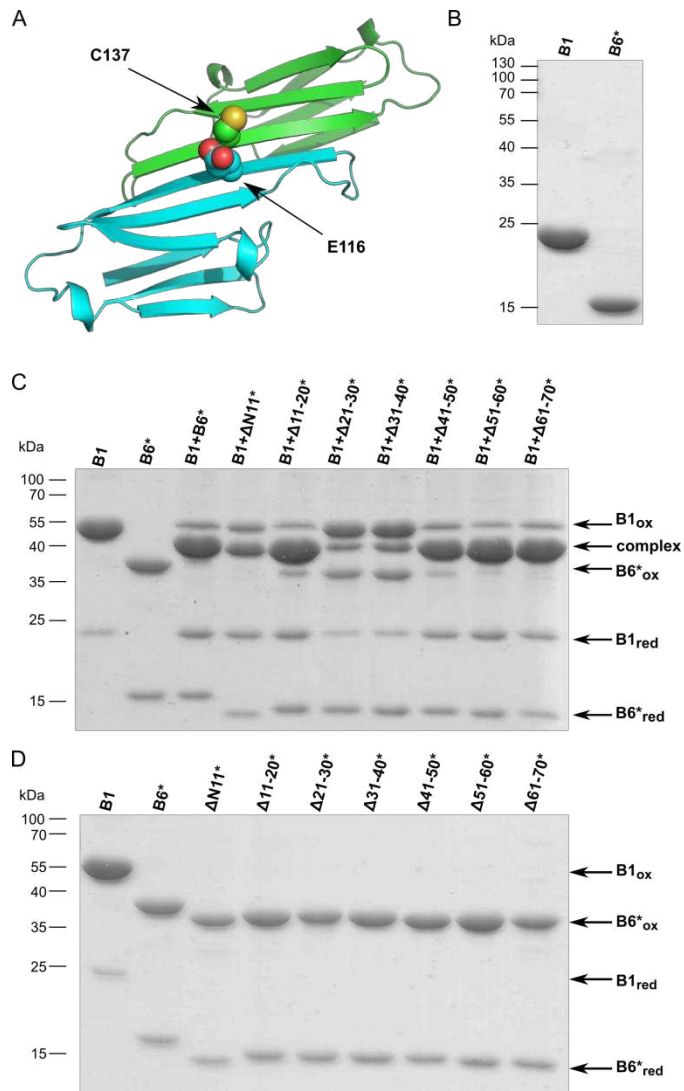 A
C137
E116
B
kDa
B1
B6*
130
100
70
55
40
35
25
15
C
kDa
B1
B6*
B1+B6*
B1+ΔN11*
B1+Δ11-20*
B1+Δ21-30*
B1+Δ31-40*
B1+Δ41-50*
B1+Δ51-60*
B1+Δ61-70*
100
70
55
40
35
25
15
B1ox
complex
B6*ox
B1red
B6*red
D
kDa
B1
B6*
ΔN11*
Δ11-20*
Δ21-30*
Δ31-40*
Δ41-50*
Δ51-60*
Δ61-70*
100
70
55
40
35
25
15
B1ox
B6*ox
B1red
B6*red